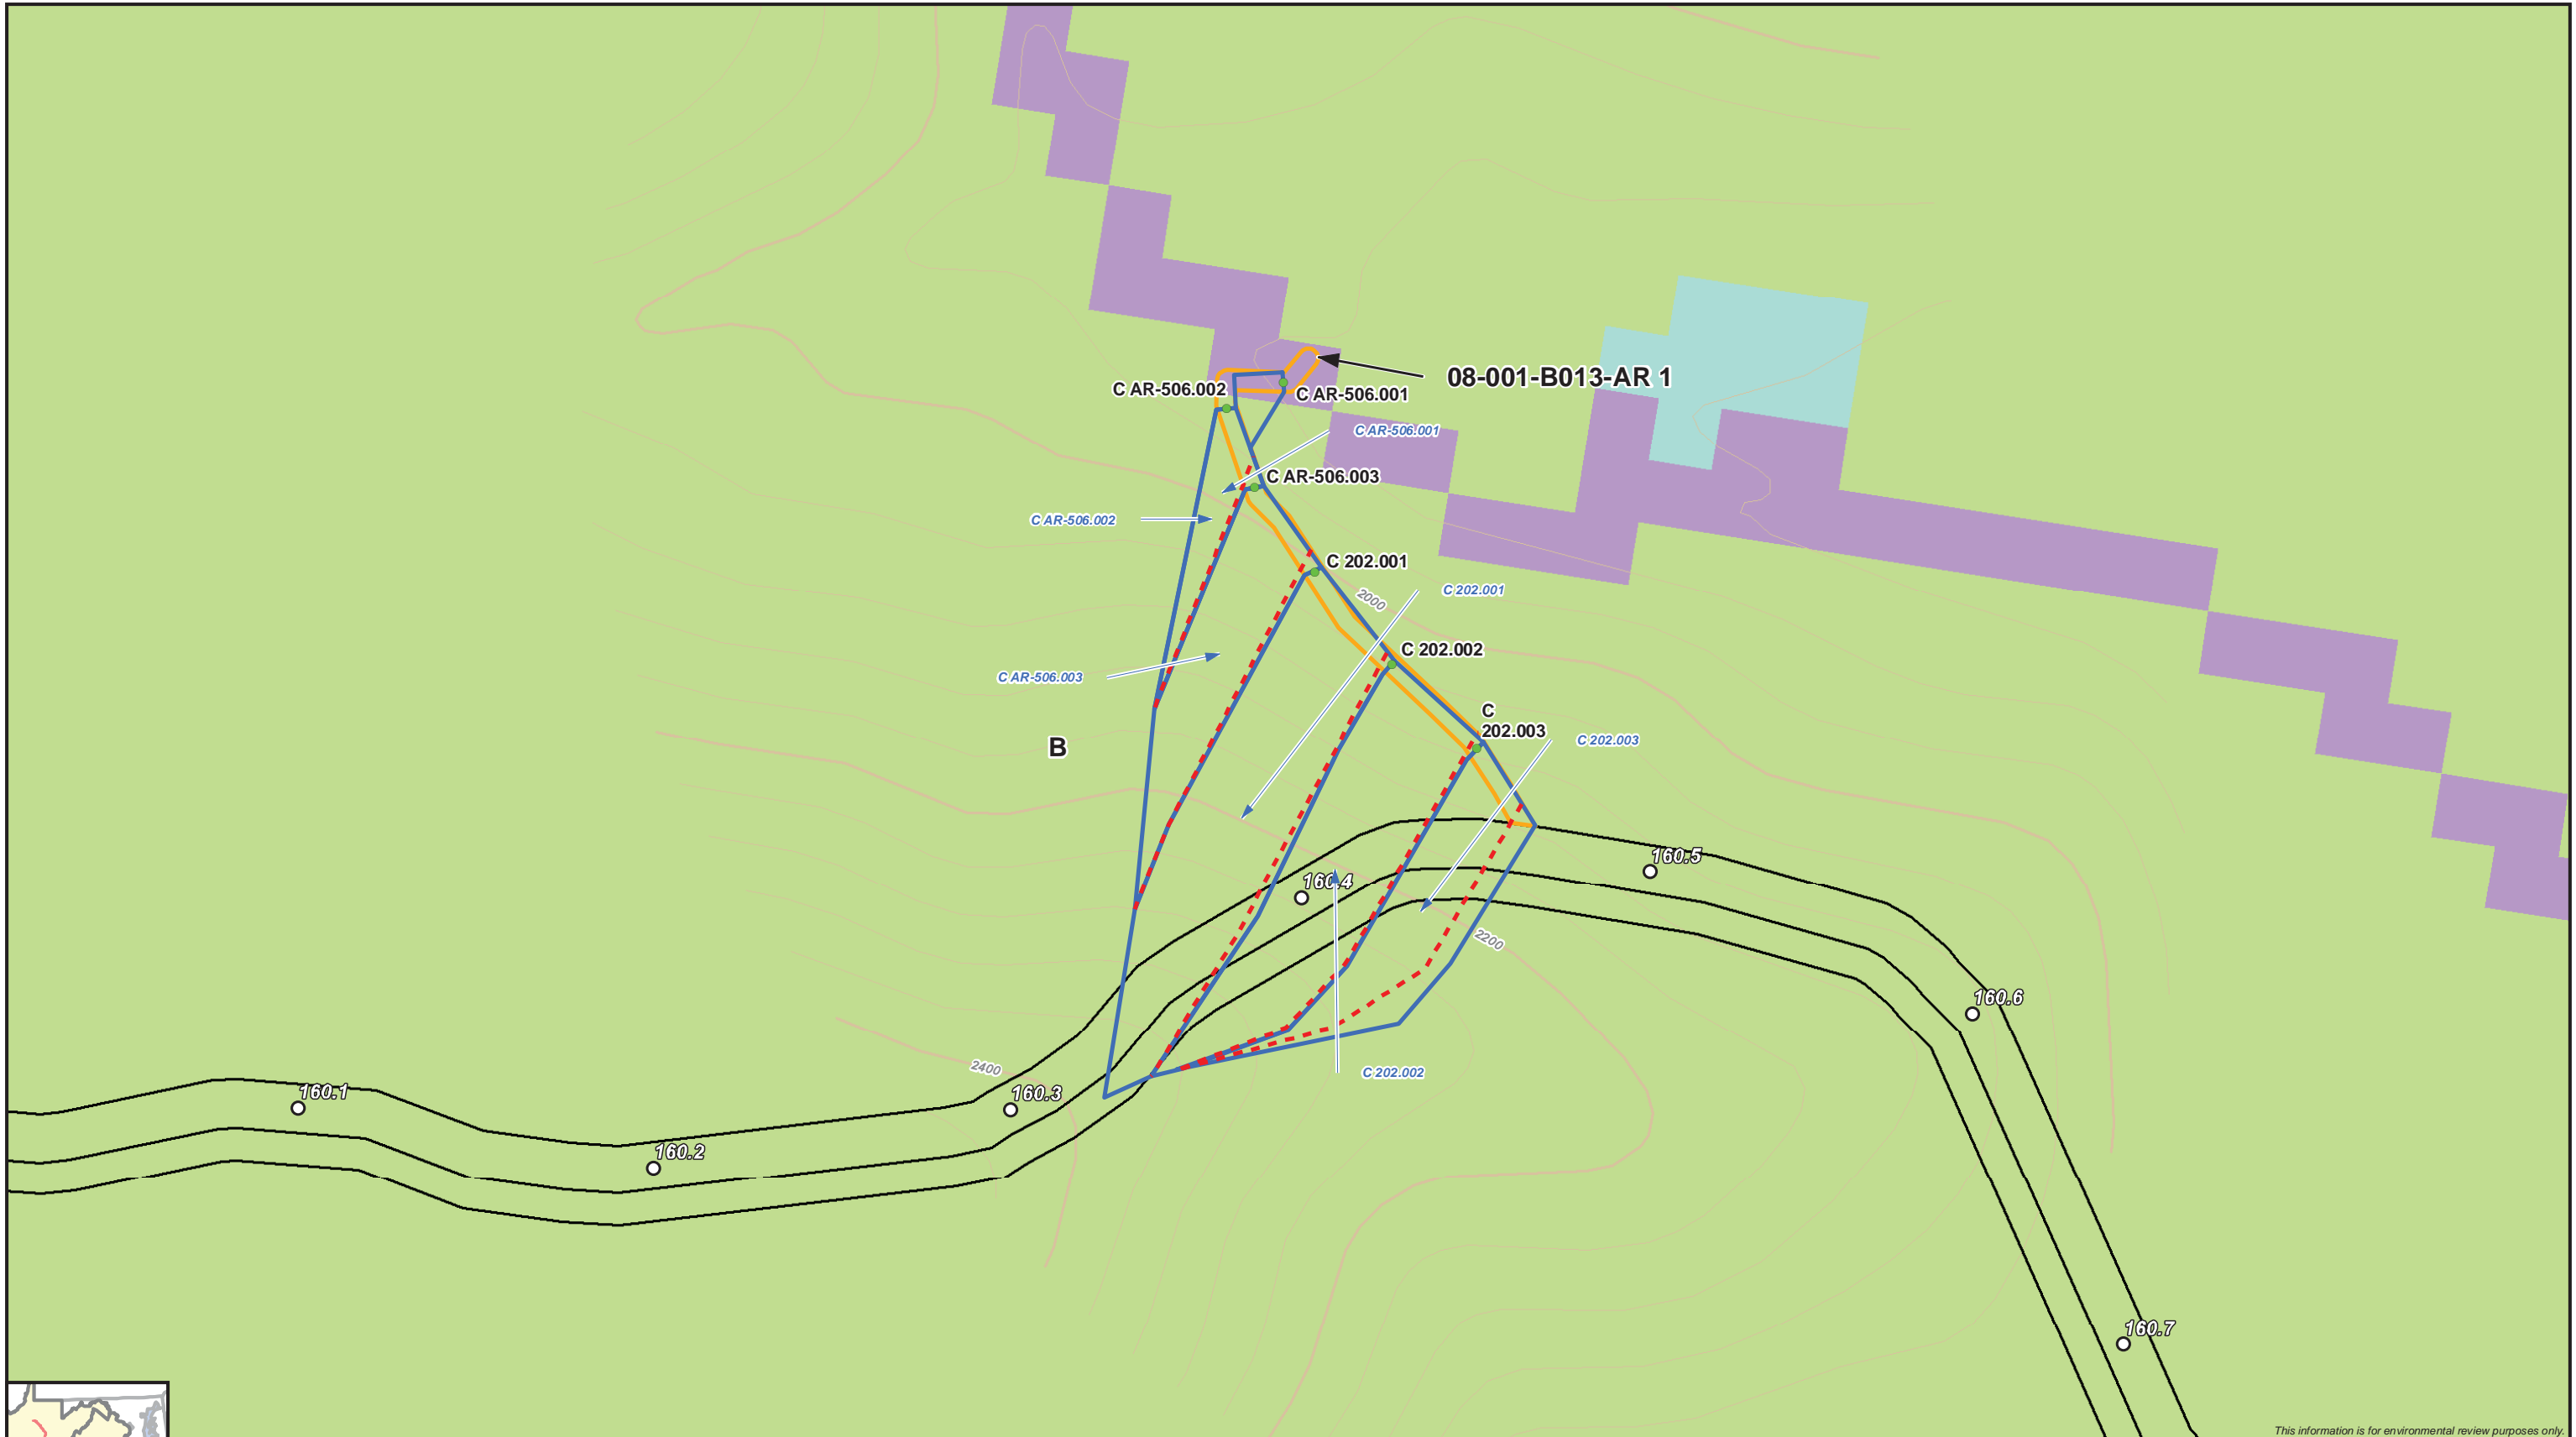 08-001-B013-AR 1
C AR-506.002
C AR-506.001
C AR-506.001
C AR-506.003
C AR-506.002
C 202.001
C 202.001
2000
C 202.002
C AR-506.003
C
202.003
C 202.003
B
160.5
160.4
2200
160.6
2400
C 202.002
160.1
160.3
160.2
160.7
This information is for environmental review purposes only.